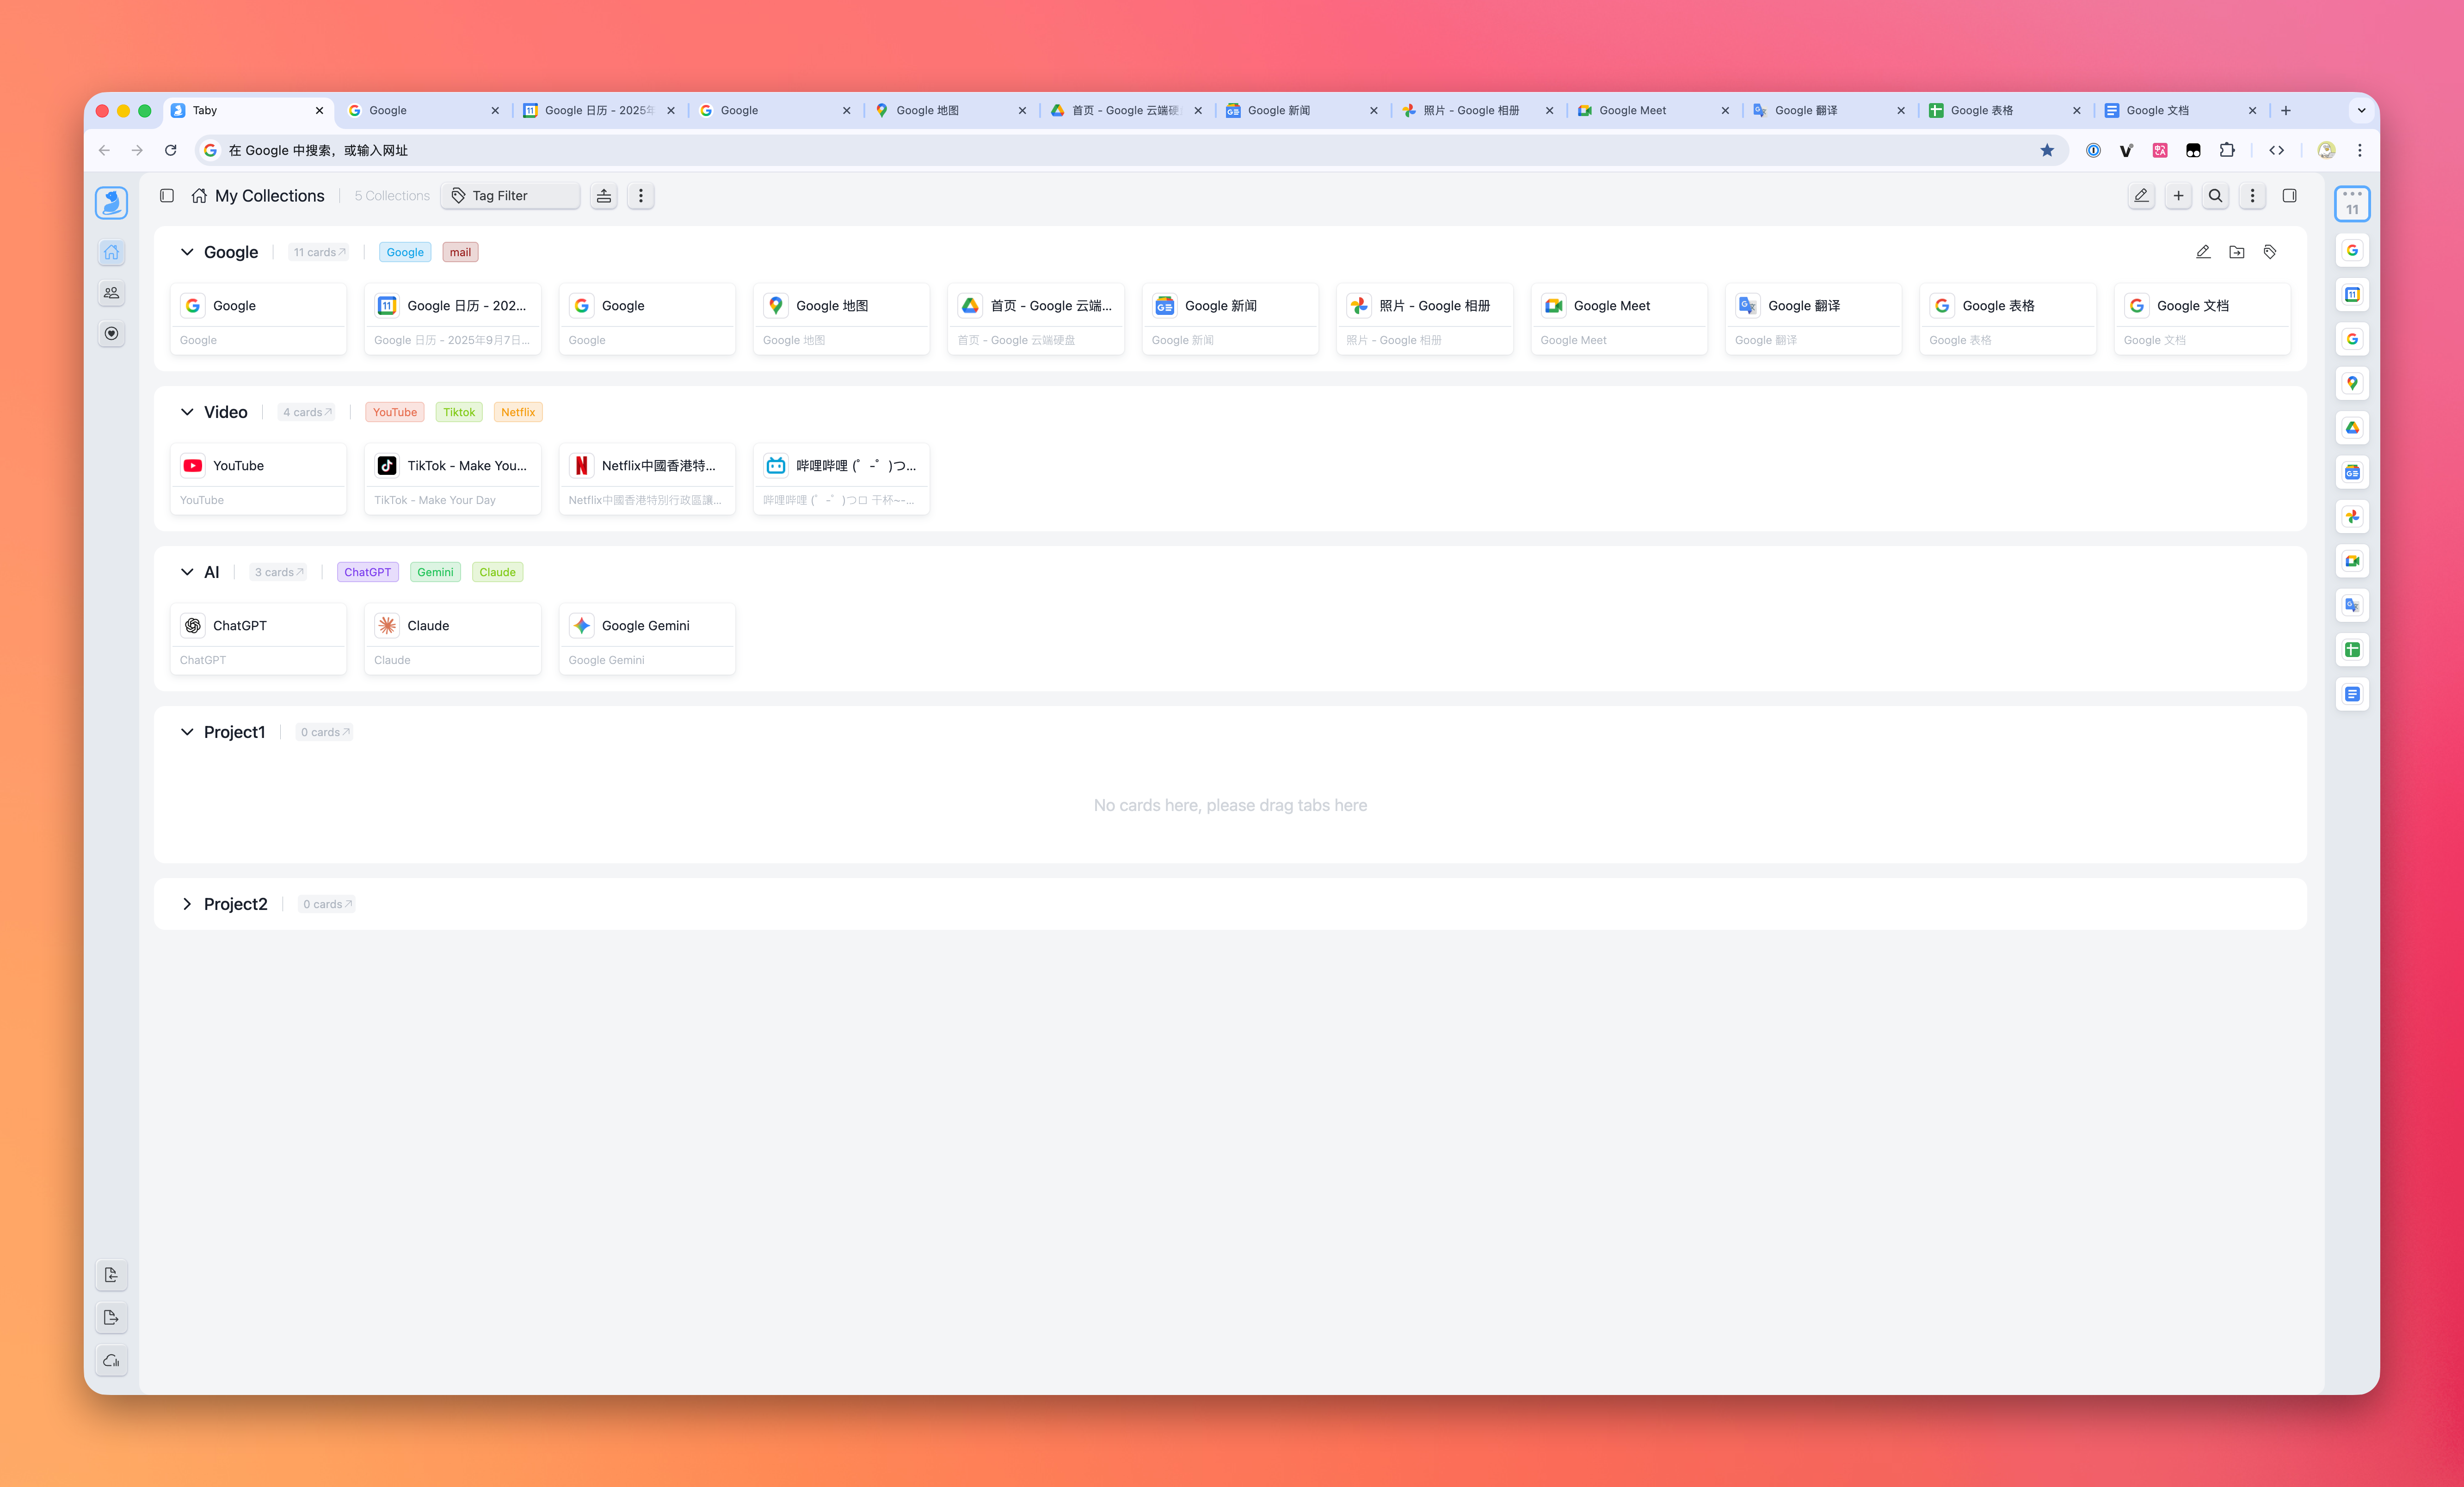 Taby
Google
Google 日历 - 2025年
Google
Google 地图
首页 - Google 云端硬
Google 新闻
照片 - Google 相册
Google Meet
Google 翻译
Google 表格
Google 文档
在 Google 中搜索，或输入网址
My Collections
5 Collections
Tag Filter
11
Google
11 cards
Google
mail
Google
Google 日历 - 202...
Google
Google 地图
首页 - Google 云端...
Google 新闻
照片 - Google 相册
Google Meet
Google 翻译
Google 表格
Google 文档
Google
Google 日历 - 2025年9月7日...
Google
Google 地图
首页 - Google 云端硬盘
Google 新闻
照片 - Google 相册
Google Meet
Google 翻译
Google 表格
Google 文档
Video
4 cards
YouTube
Tiktok
Netflix
YouTube
TikTok - Make You...
Netflix中國香港特...
哔哩哔哩 (゜-゜)つ...
YouTube
TikTok - Make Your Day
Netflix中國香港特別行政區讓...
哔哩哔哩 (゜-゜)つロ 干杯~-...
AI
3 cards
ChatGPT
Gemini
Claude
ChatGPT
Claude
Google Gemini
ChatGPT
Claude
Google Gemini
Project1
0 cards
No cards here, please drag tabs here
Project2
0 cards